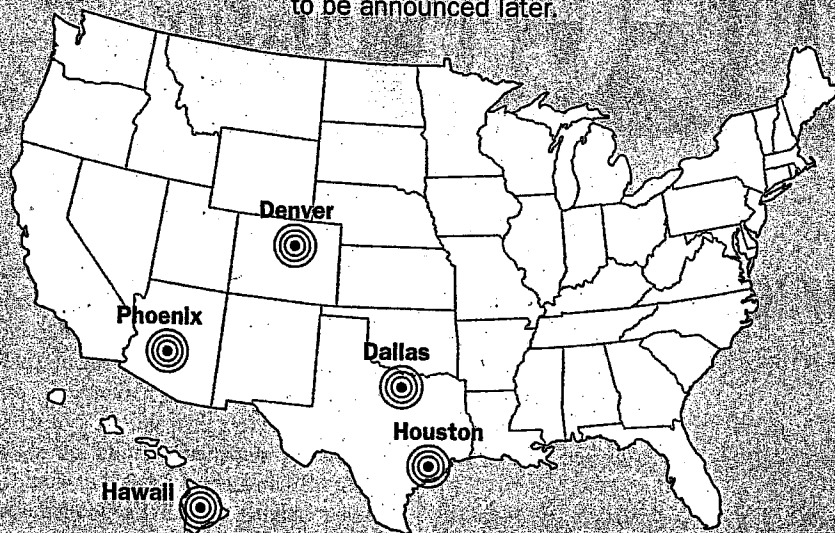 to be announced later.
Denver
Phoenix
Dallas
Houston
Hawaii